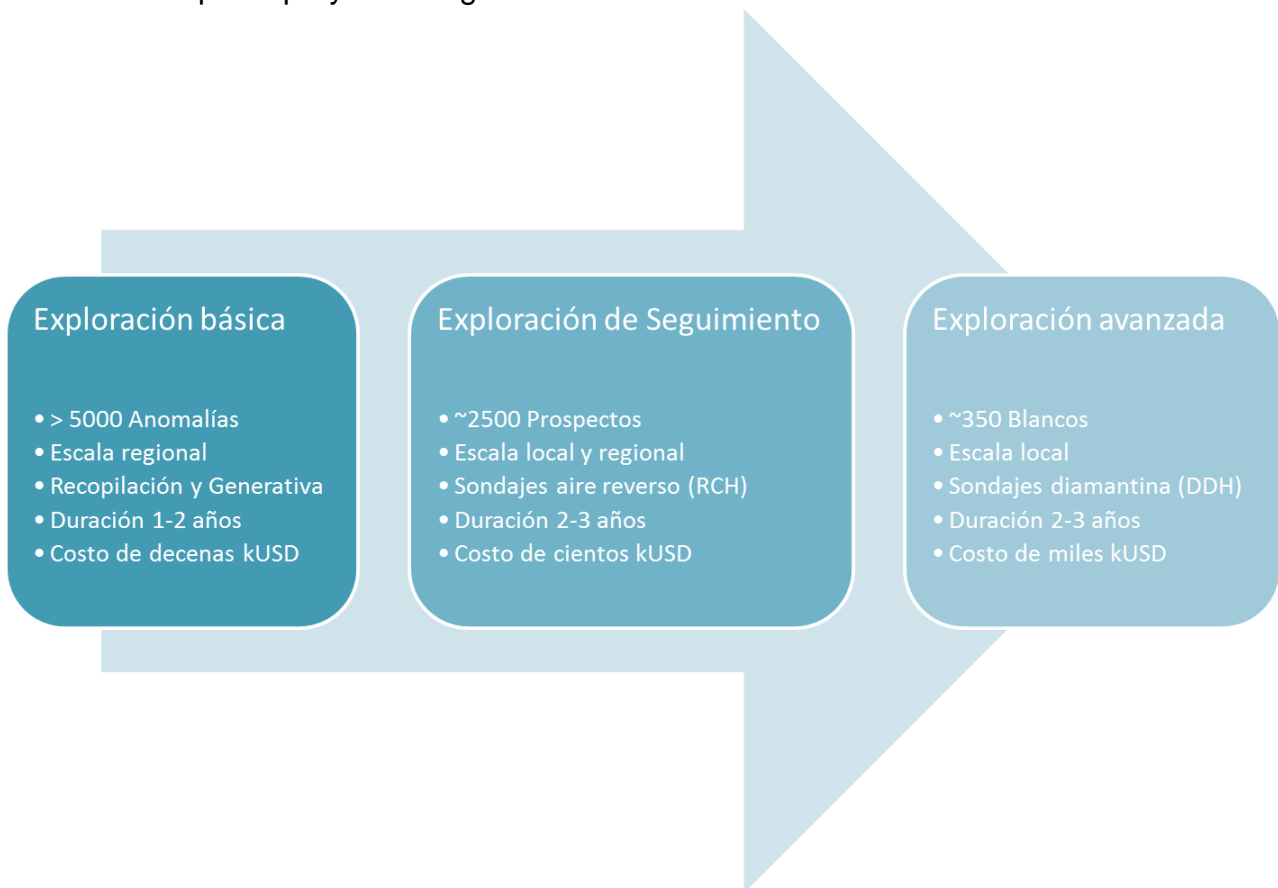 Exploración básica
• > 5000 Anomalías
• Escala regional
• Recopilación y Generativa
• Duración 1-2 años
• Costo de decenas kUSD
Exploración de Seguimiento
• ~2500 Prospectos
• Escala local y regional
• Sondajes aire reverso (RCH)
• Duración 2-3 años
• Costo de cientos kUSD
Exploración avanzada
• ~350 Blancos
• Escala local
• Sondajes diamantina (DDH)
• Duración 2-3 años
• Costo de miles kUSD